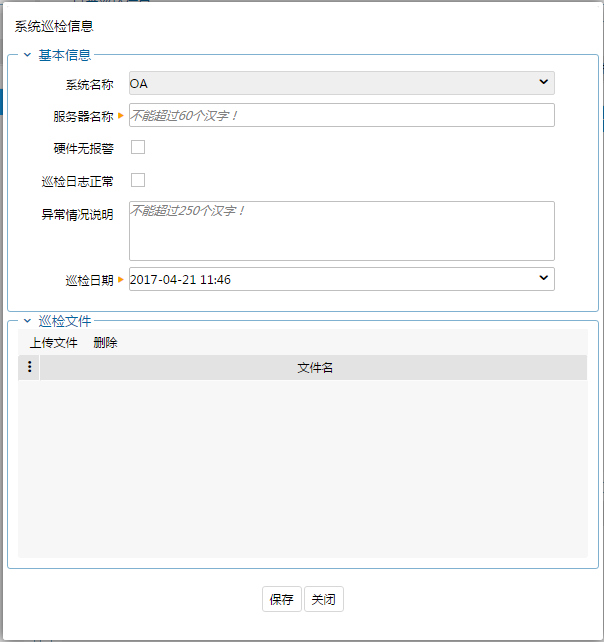 系统巡检信息
基本信息
系统名称 OA
服务器名称 不能超过60个汉字！
硬件无报警
巡检日志正常
异常情况说明 不能超过250个汉字！
巡检日期 2017-04-21 11:46
巡检文件
上传文件 删除
文件名
保存 关闭